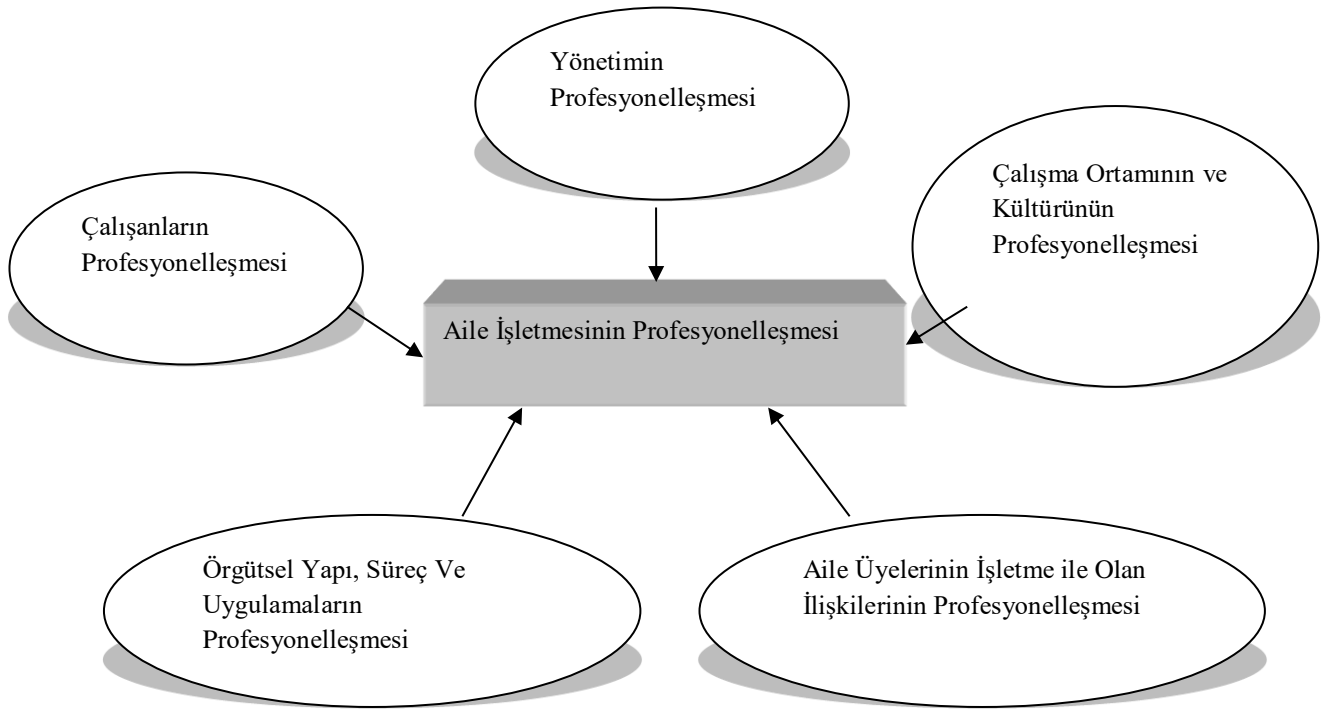 Yönetimin
Profesyonelleşmesi
Çalışma Ortamının ve
Kültürünün
Profesyonelleşmesi
Çalışanların
Profesyonelleşmesi
Aile İşletmesinin Profesyonelleşmesi
Örgütsel Yapı, Süreç Ve
Uygulamaların
Profesyonelleşmesi
Aile Üyelerinin İşletme ile Olan
İlişkilerinin Profesyonelleşmesi